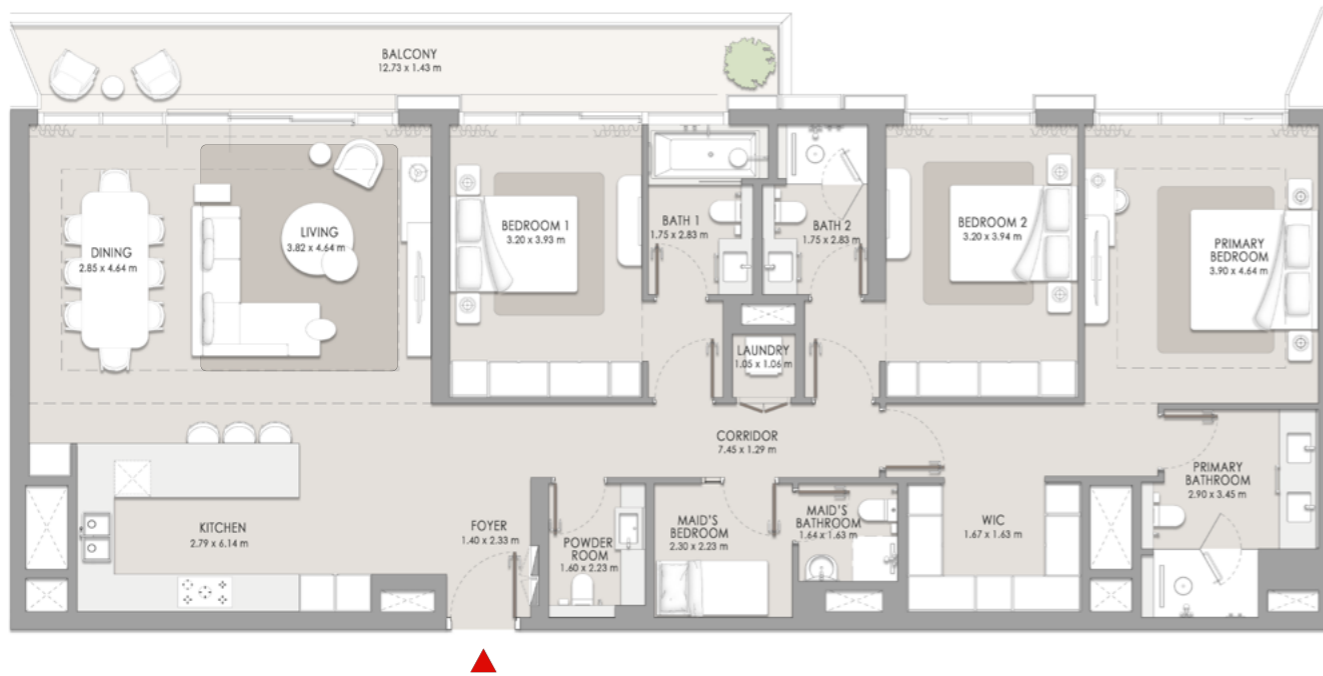 BALCONY
12.73 x 1.43 m
DINING
2.85 x 4.64 m
LIVING
3.82 x 4.64 m
BEDROOM 1
3.20 x 3.93 m
BATH 1
1.75 x 2.83 m
BATH 2
1.75 x 2.83 m
BEDROOM 2
3.20 x 3.94 m
PRIMARY
BEDROOM
3.90 x 4.64 m
LAUNDRY
1.05 x 1.06 m
CORRIDOR
7.45 x 1.29 m
KITCHEN
2.79 x 6.14 m
FOYER
1.40 x 2.33 m
POWDER
ROOM
1.60 x 2.23 m
MAID'S
BEDROOM
2.30 x 2.23 m
MAID'S
BATHROOM
1.64 x 1.63 m
WIC
1.67 x 1.63 m
PRIMARY
BATHROOM
2.90 x 3.45 m